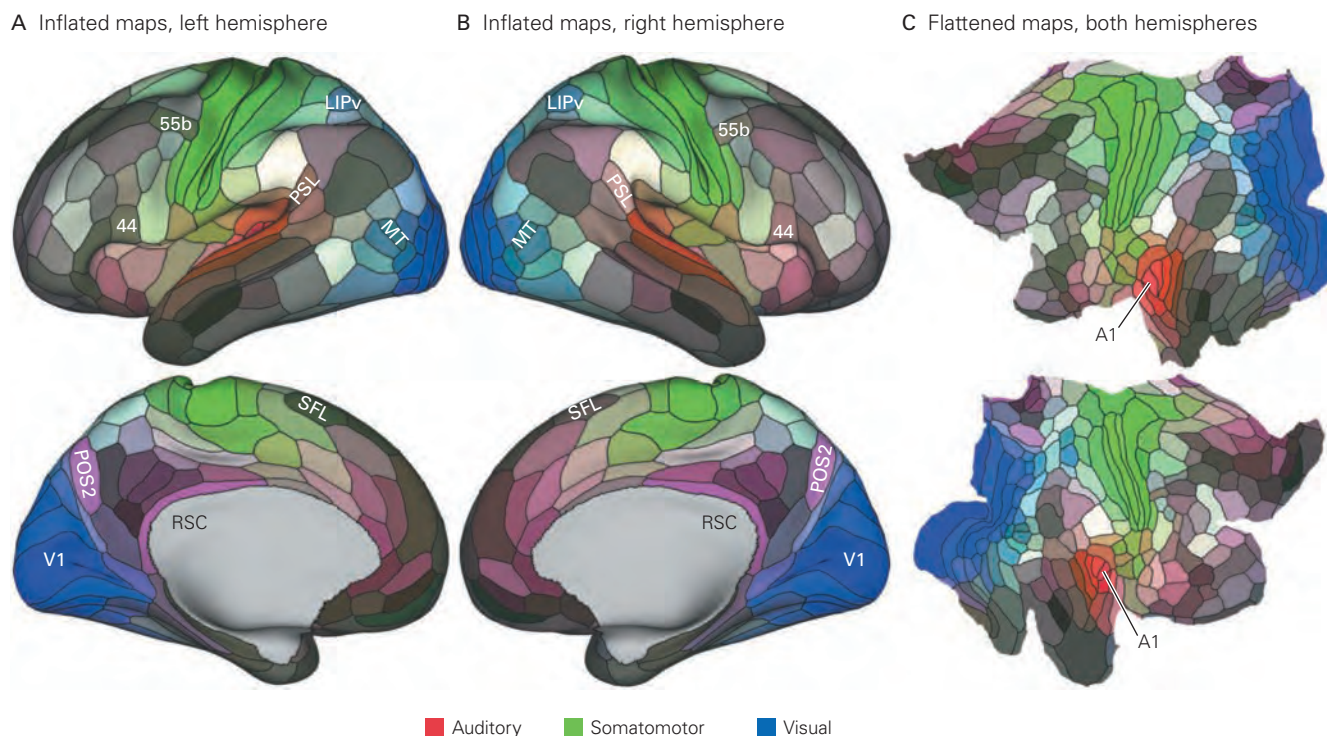 A Inflated maps, left hemisphere
B Inflated maps, right hemisphere
C Flattened maps, both hemispheres
LIPv
55b
PSL
44
MT
LIPv
55b
PSL
MT
44
A1
SFL
POS2
RSC
V1
SFL
POS2
RSC
V1
A1
Auditory
Somatomotor
Visual